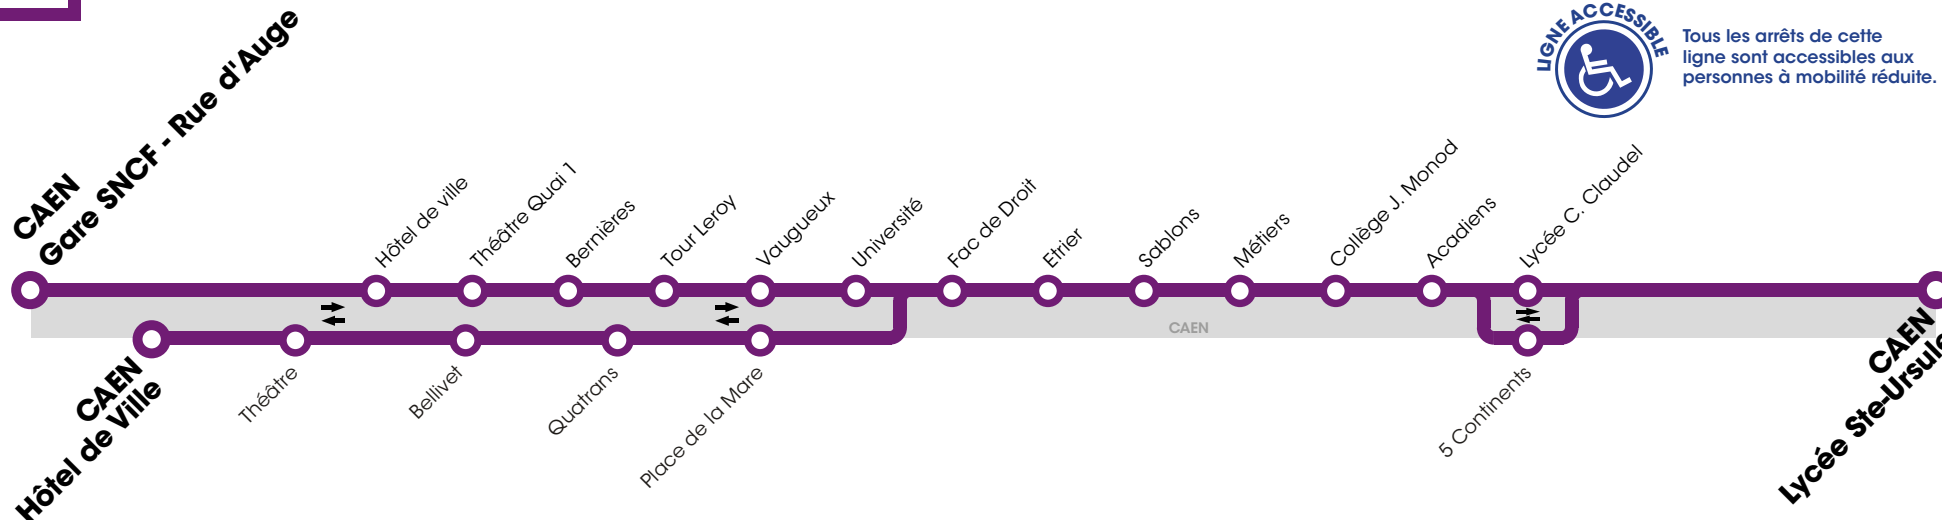 LIGNE ACCESSIBLE
Tous les arrêts de cette
ligne sont accessibles aux
personnes à mobilité réduite.
CAEN
Gare SNCF - Rue d'Auge
Hôtel de ville
Théâtre Quai 1
Bernières
Tour Leroy
Vaugueux
Université
Fac de Droit
Etrier
Sablons
Métiers
Collège J. Monod
Acadiens
Lycée C. Claudel
CAEN
CAEN
Hôtel de Ville
Théâtre
Bellivet
Quatrans
Place de la Mare
5 Continents
CAEN
Lycée Ste-Ursule